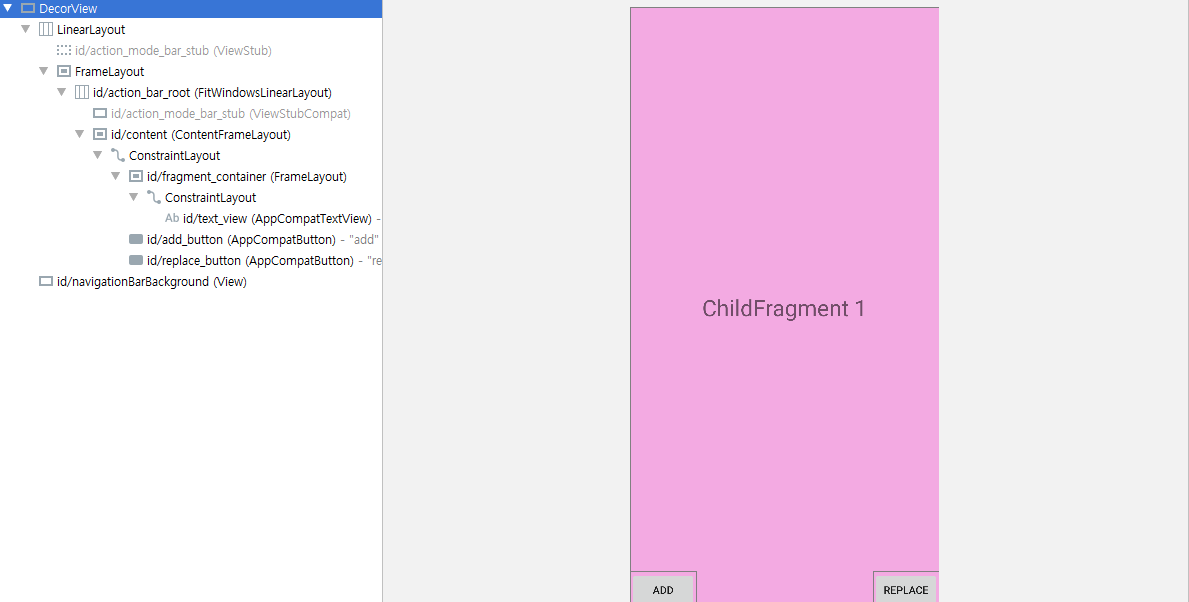 DecorView
LinearLayout
id/action_mode_bar_stub (ViewStub)
FrameLayout
id/action_bar_root (FitWindowsLinearLayout)
id/action_mode_bar_stub (ViewStubCompat)
id/content (ContentFrameLayout)
ConstraintLayout
id/fragment_container (FrameLayout)
ConstraintLayout
Ab id/text_view (AppCompatTextView) -
id/add_button (AppCompatButton) - "add"
id/replace_button (AppCompatButton) - "re
id/navigationBarBackground (View)
ChildFragment 1
ADD
REPLACE